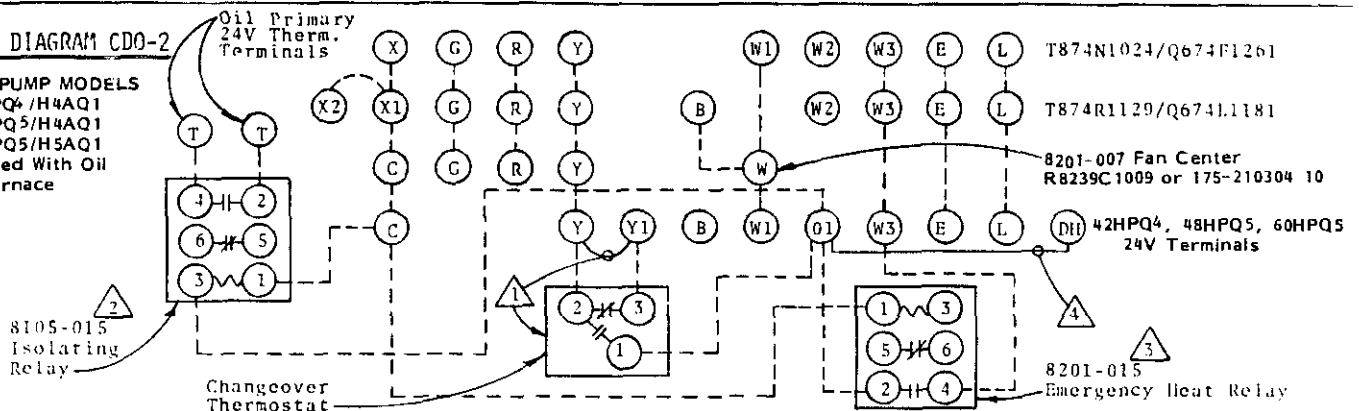 DIAGRAM CDO-2
Oil Primary
24V Therm.
Terminals
PUMP MODELS
PQ4/H4AQ1
PQ5/H4AQ1
PQ5/H5AQ1
ed With Oil
rnace
X G R Y W1 W2 W3 E L T874N1024/Q674F1261
X2 X1 G R Y B W2 W3 E L T874R1129/Q674L1181
T T
C G R Y W
8201-007 Fan Center
R8239C1009 or 175-210304 10
C Y Y1 B W1 O1 W3 E L DH 42HPQ4, 48HPQ5, 60HPQ5
24V Terminals
4 2
6 5
3 1
2
8105-015
Isolating
Relay
1
2 3
1
Changeover
Thermostat
1 3
5 6
2 4
4
3
8201-015
Emergency Heat Relay